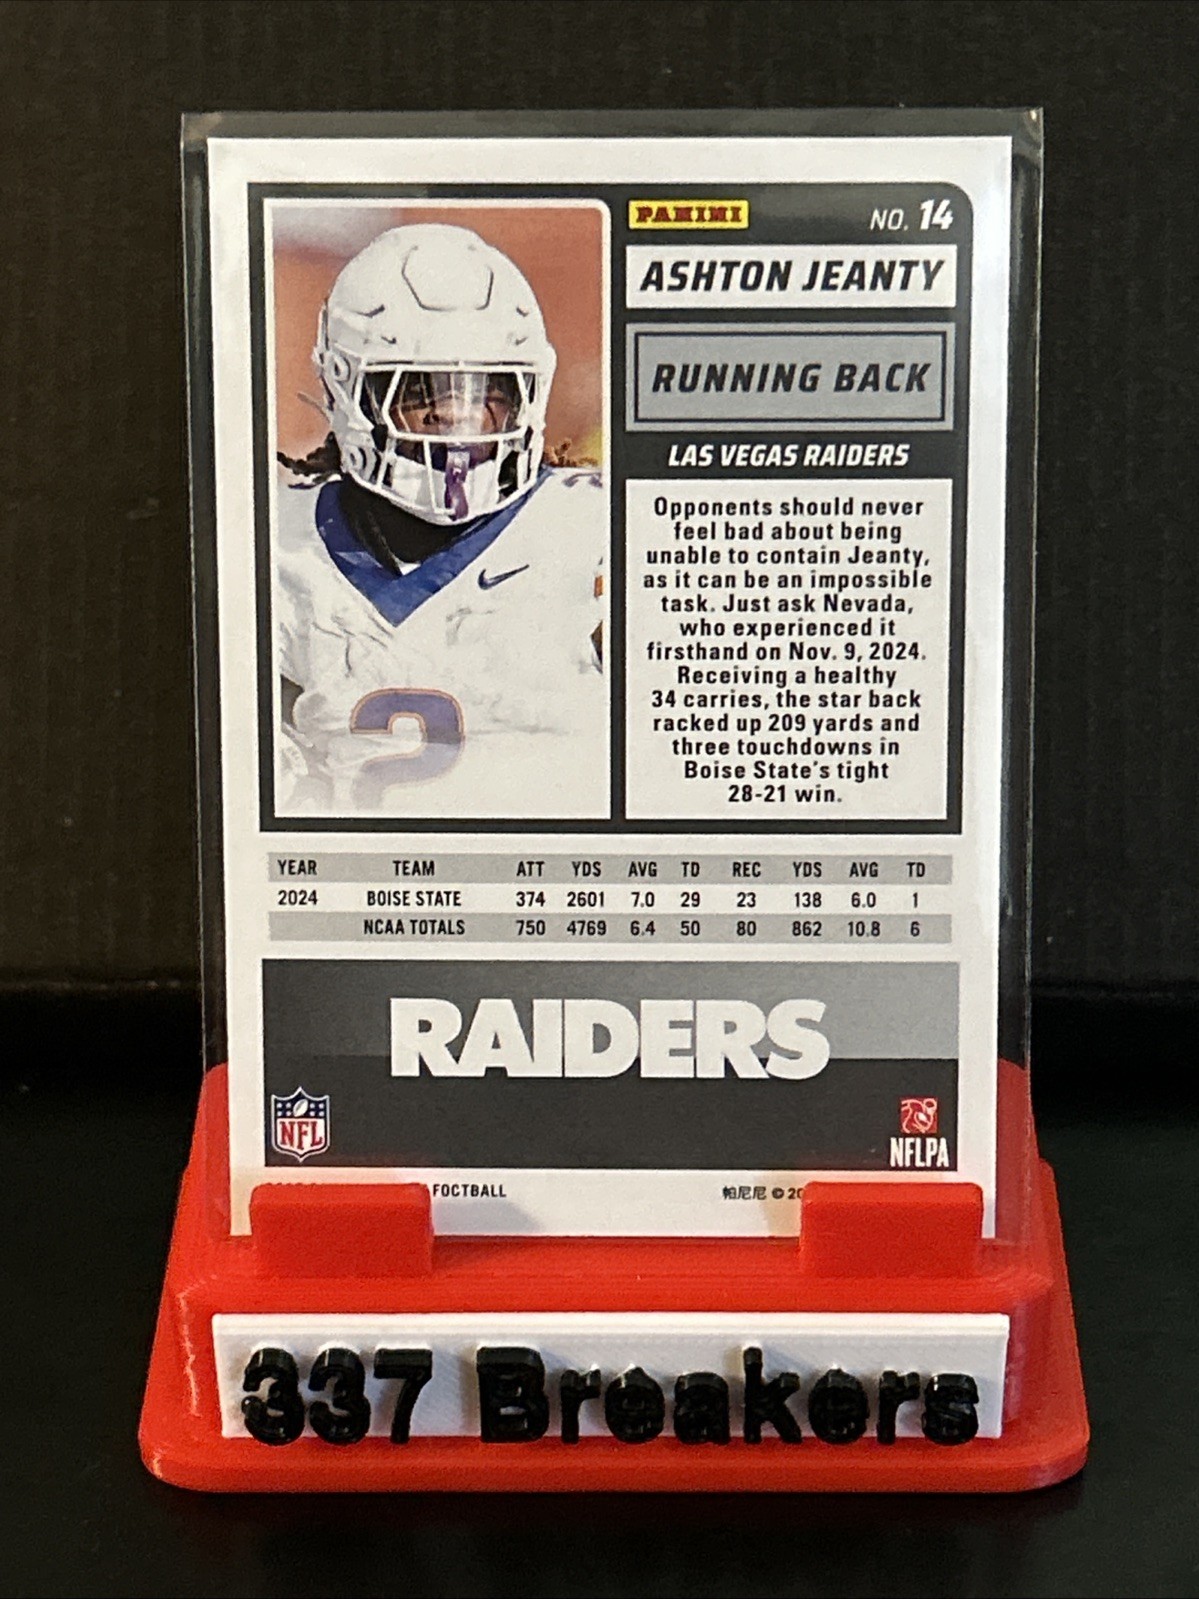 PANINI
NO. 14
ASHTON JEANTY
RUNNING BACK
LAS VEGAS RAIDERS
Opponents should never
feel bad about being
unable to contain Jeanty,
as it can be an impossible
task. Just ask Nevada,
who experienced it
firsthand on Nov. 9, 2024.
Receiving a healthy
34 carries, the star back
racked up 209 yards and
three touchdowns in
Boise State's tight
28-21 win.
2
YEAR TEAM ATT YDS AVG TD REC YDS AVG TD
2024 BOISE STATE 374 2601 7.0 29 23 138 6.0 1
NCAA TOTALS 750 4769 6.4 50 80 862 10.8 6
RAIDERS
NFL
NFLPA
FOOTBALL
帕尼尼 © 20
337 Breakers